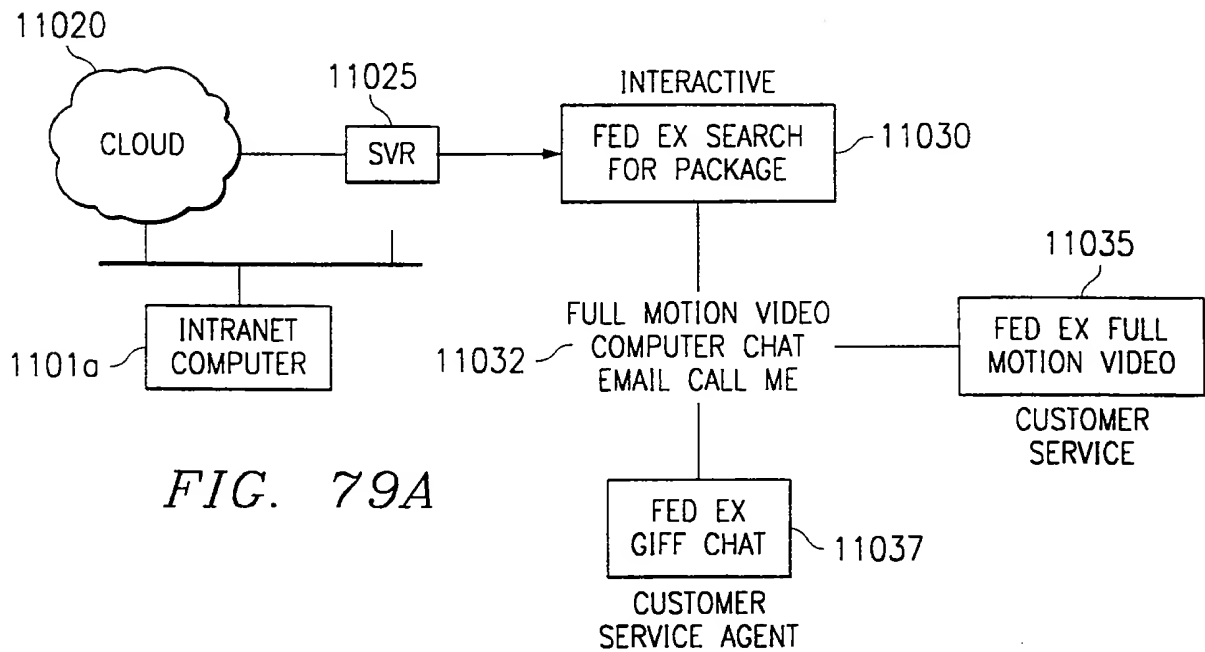 11020
CLOUD
11025
SVR
INTERACTIVE
FED EX SEARCH
FOR PACKAGE
11030
INTRANET
COMPUTER
1101a
FULL MOTION VIDEO
COMPUTER CHAT
EMAIL CALL ME
11032
11035
FED EX FULL
MOTION VIDEO
CUSTOMER
SERVICE
FED EX
GIFF CHAT
11037
CUSTOMER
SERVICE AGENT
FIG. 79A